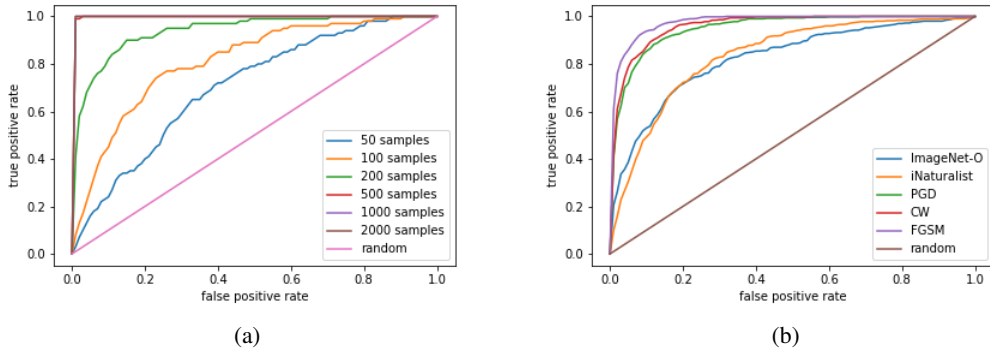 1.0
0.8
0.6
0.4
0.2
0.0
true positive rate
0.0 0.2 0.4 0.6 0.8 1.0
false positive rate
50 samples
100 samples
200 samples
500 samples
1000 samples
2000 samples
random
(a)
1.0
0.8
0.6
0.4
0.2
0.0
true positive rate
0.0 0.2 0.4 0.6 0.8 1.0
false positive rate
ImageNet-O
iNaturalist
PGD
CW
FGSM
random
(b)